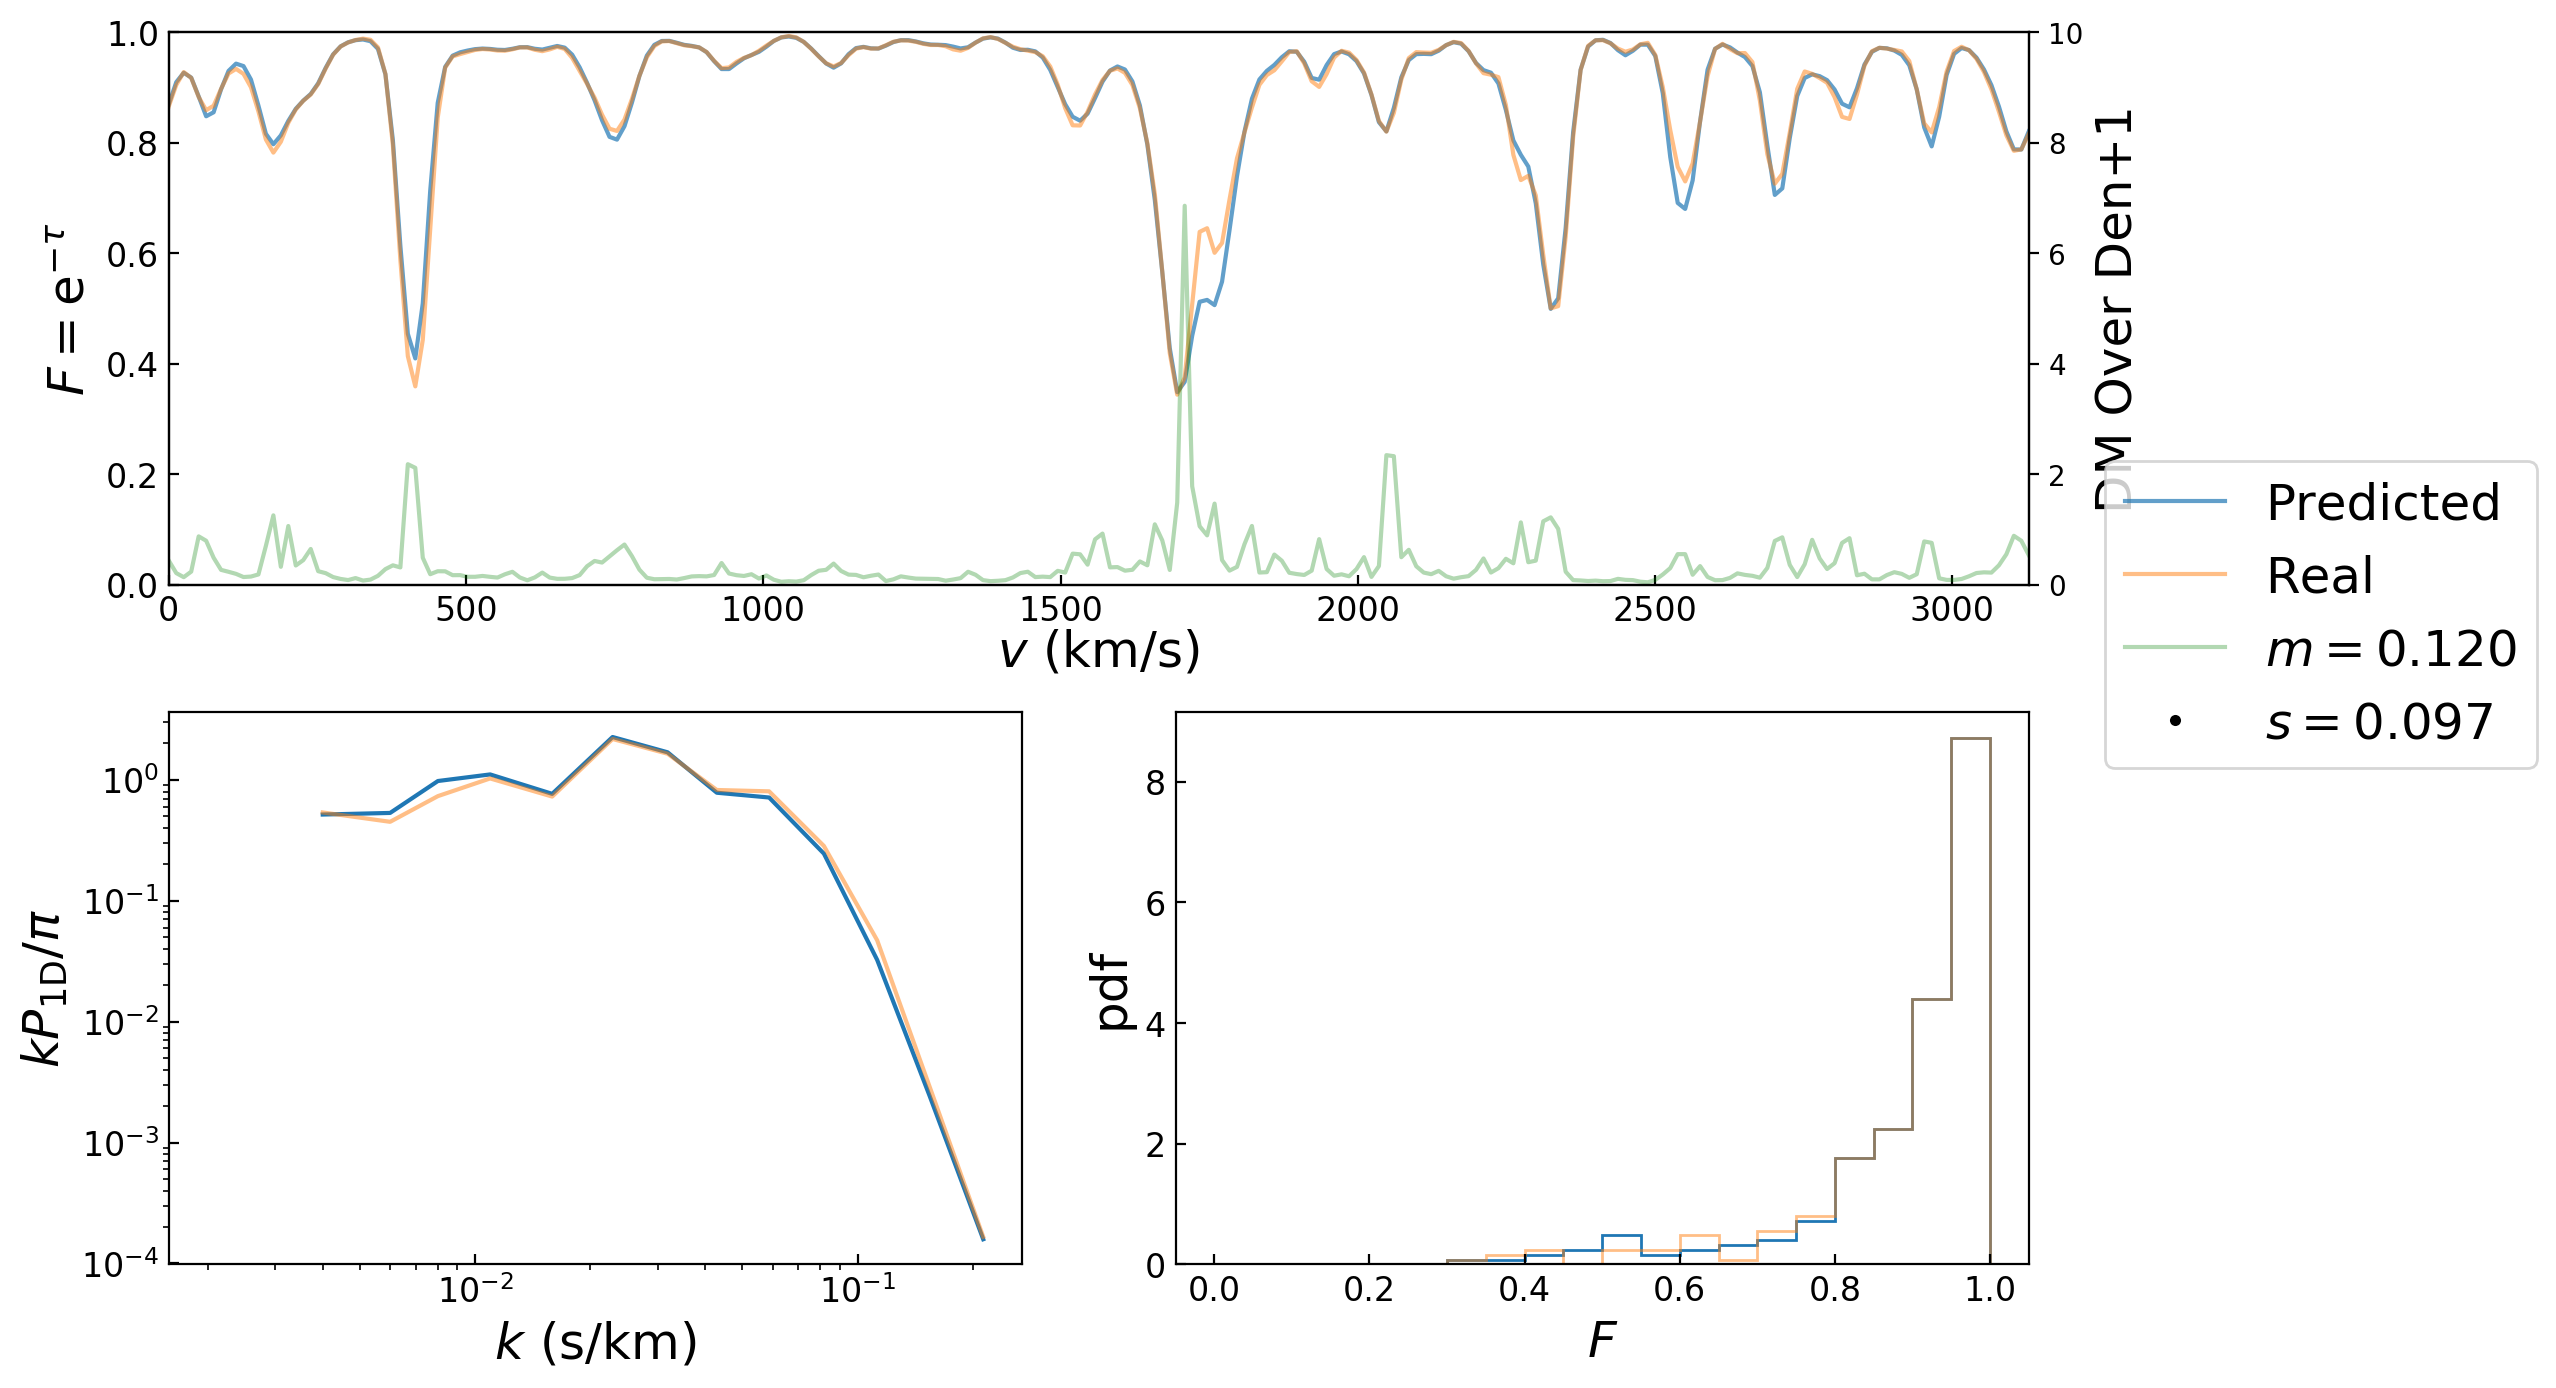 1.0
0.8
0.6
0.4
0.2
0.0
F = e^{−τ}
10
8
6
4
2
0
DM Over Den+1
0 500 1000 1500 2000 2500 3000
v (km/s)
Predicted
Real
m = 0.120
s = 0.097
10^0
10^{−1}
10^{−2}
10^{−3}
10^{−4}
kP_{1D}/π
10^{−2} 10^{−1}
k (s/km)
8
6
4
2
0
pdf
0.0 0.2 0.4 0.6 0.8 1.0
F